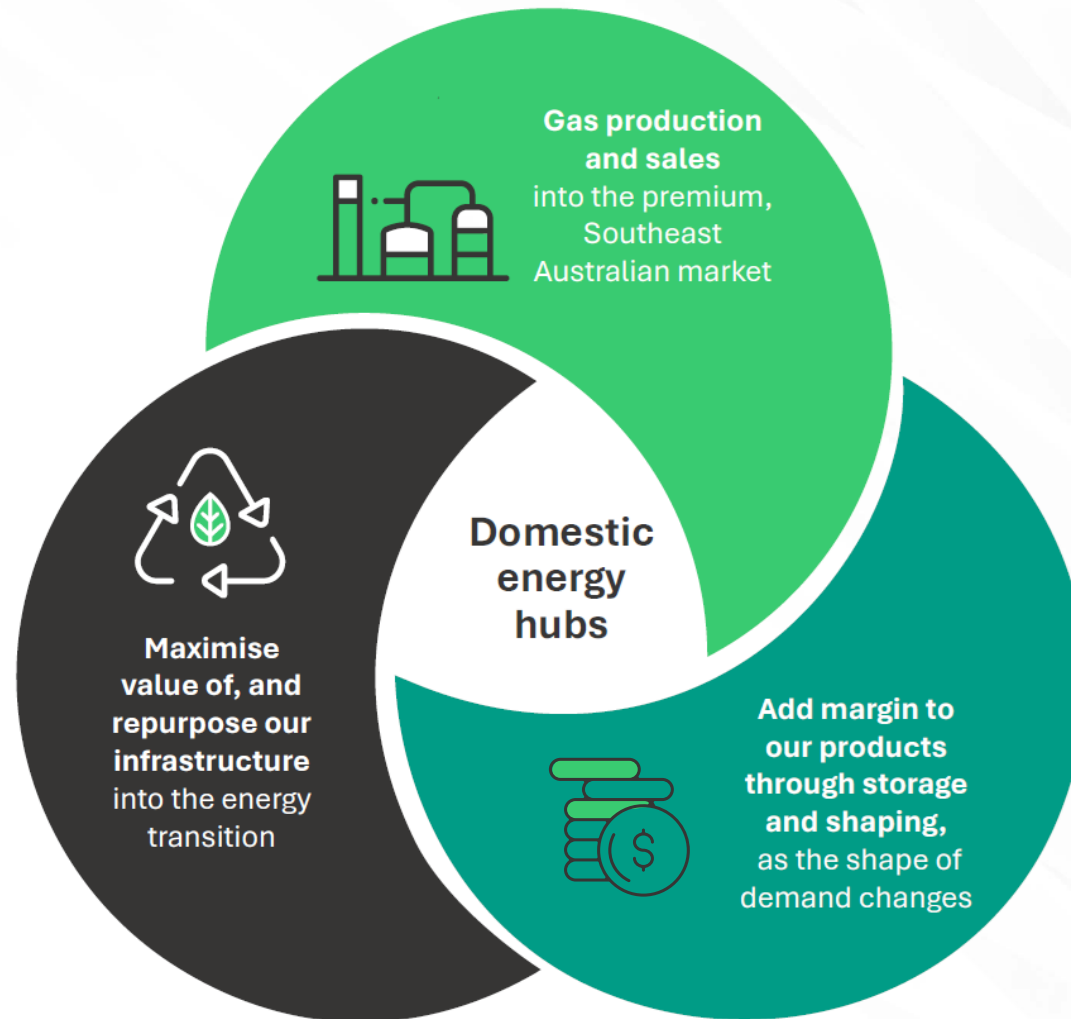 Gas production
and sales
into the premium,
Southeast
Australian market
Domestic
energy
hubs
Maximise
value of, and
repurpose our
infrastructure
into the energy
transition
Add margin to
our products
through storage
and shaping,
as the shape of
demand changes
$